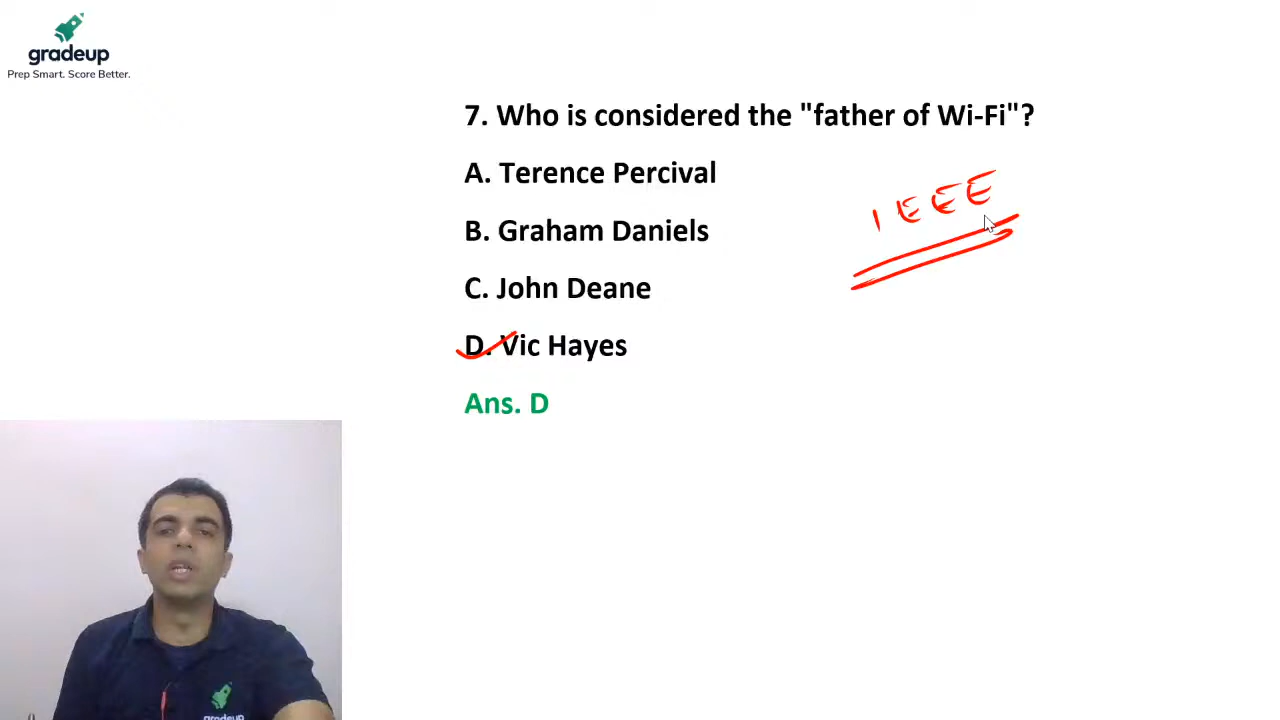 gradeup
Prep Smart. Score Better.
7. Who is considered the "father of Wi-Fi"?
A. Terence Percival
IEEE
B. Graham Daniels
C. John Deane
D. Vic Hayes
Ans. D
gradeup